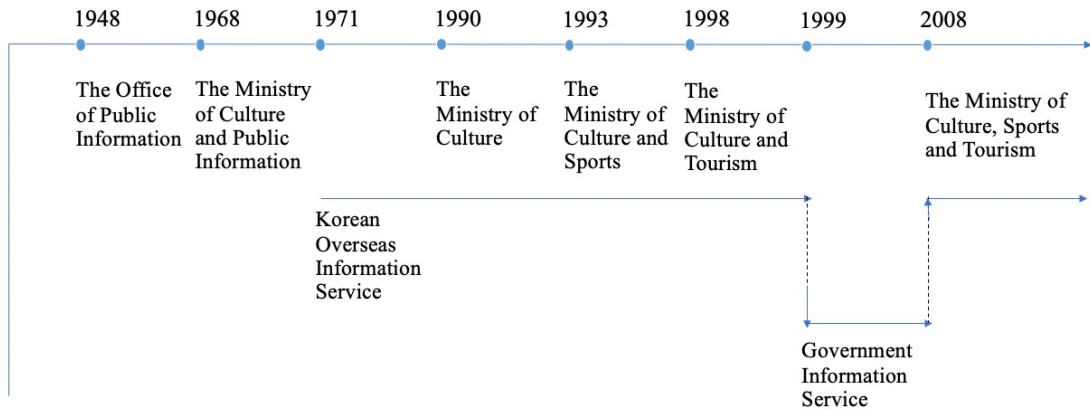 1948
1968
1971
1990
1993
1998
1999
2008
The Office
of Public
Information
The Ministry
of Culture
and Public
Information
The
Ministry of
Culture
The
Ministry of
Culture and
Sports
The
Ministry of
Culture and
Tourism
The Ministry of
Culture, Sports
and Tourism
Korean
Overseas
Information
Service
Government
Information
Service